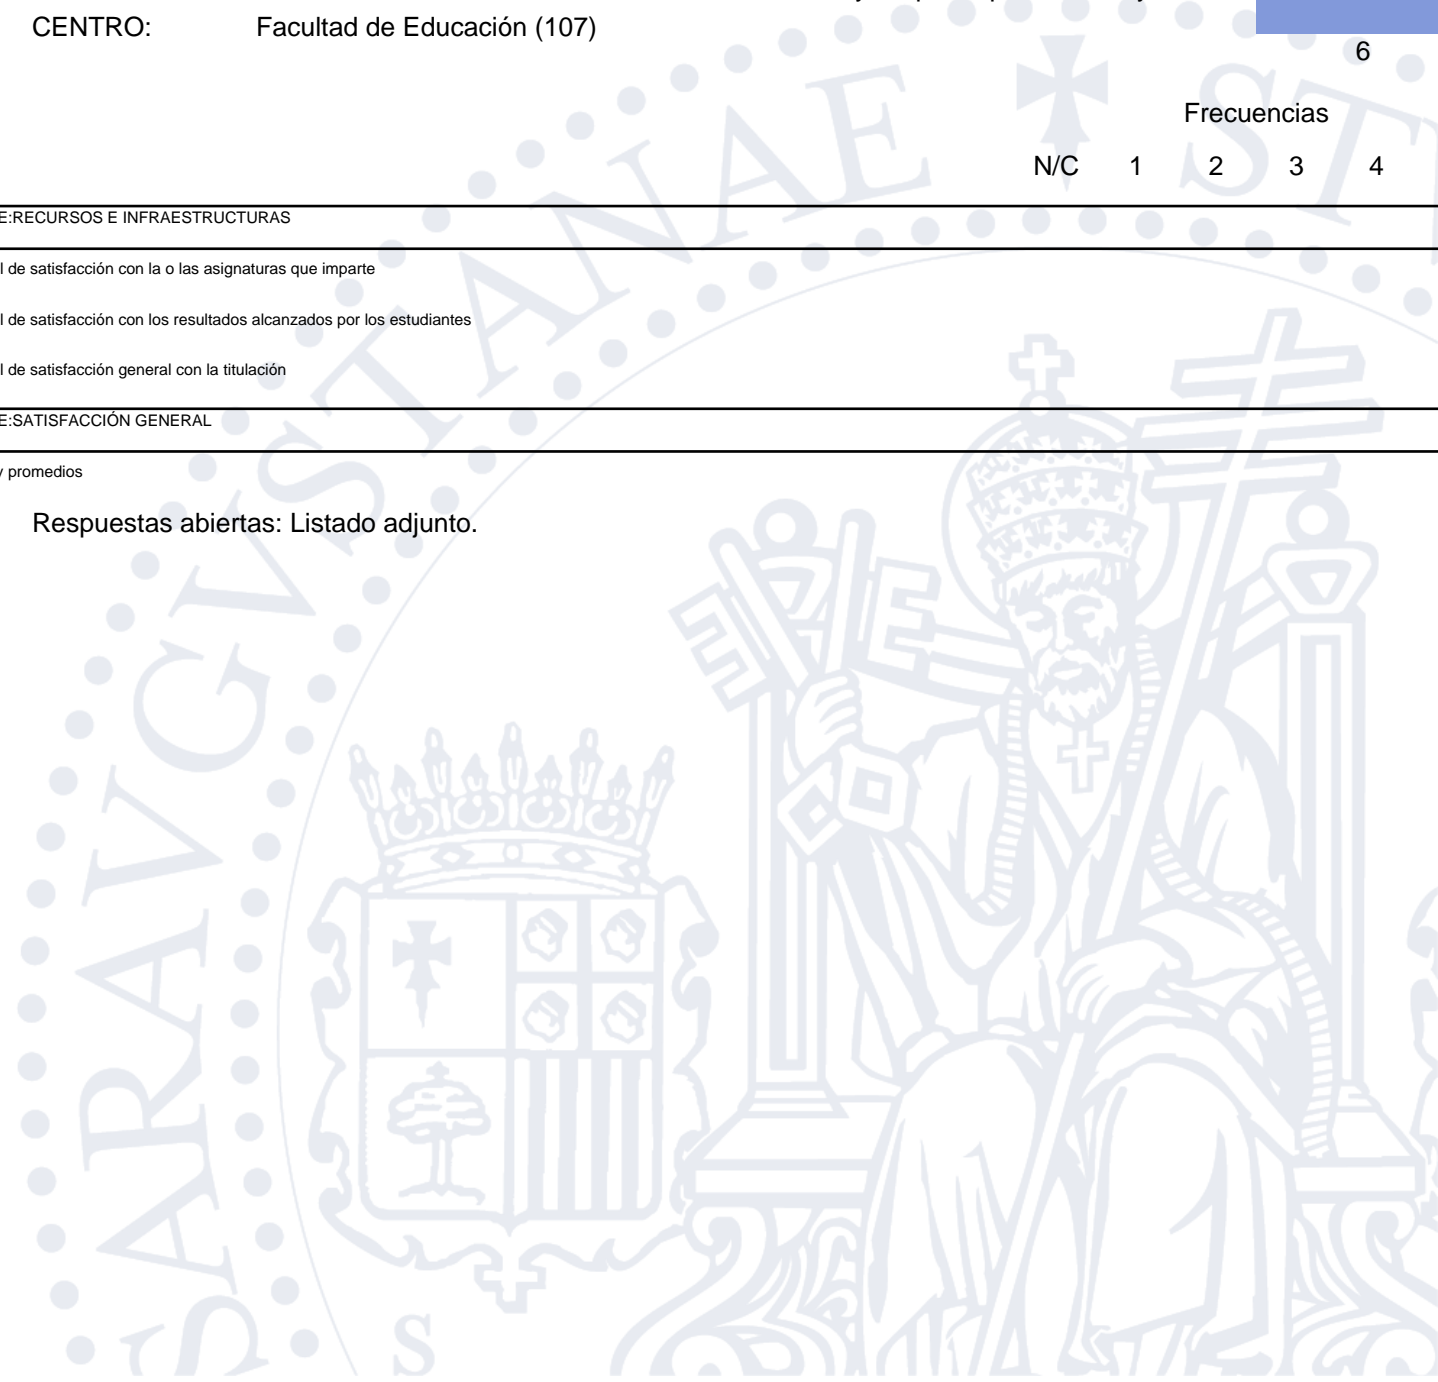 CENTRO: Facultad de Educación (107)
6
Frecuencias
N/C 1 2 3 4
E:RECURSOS E INFRAESTRUCTURAS
l de satisfacción con la o las asignaturas que imparte
l de satisfacción con los resultados alcanzados por los estudiantes
l de satisfacción general con la titulación
E:SATISFACCIÓN GENERAL
y promedios
Respuestas abiertas: Listado adjunto.
SARAVGVSTANAE ST
S